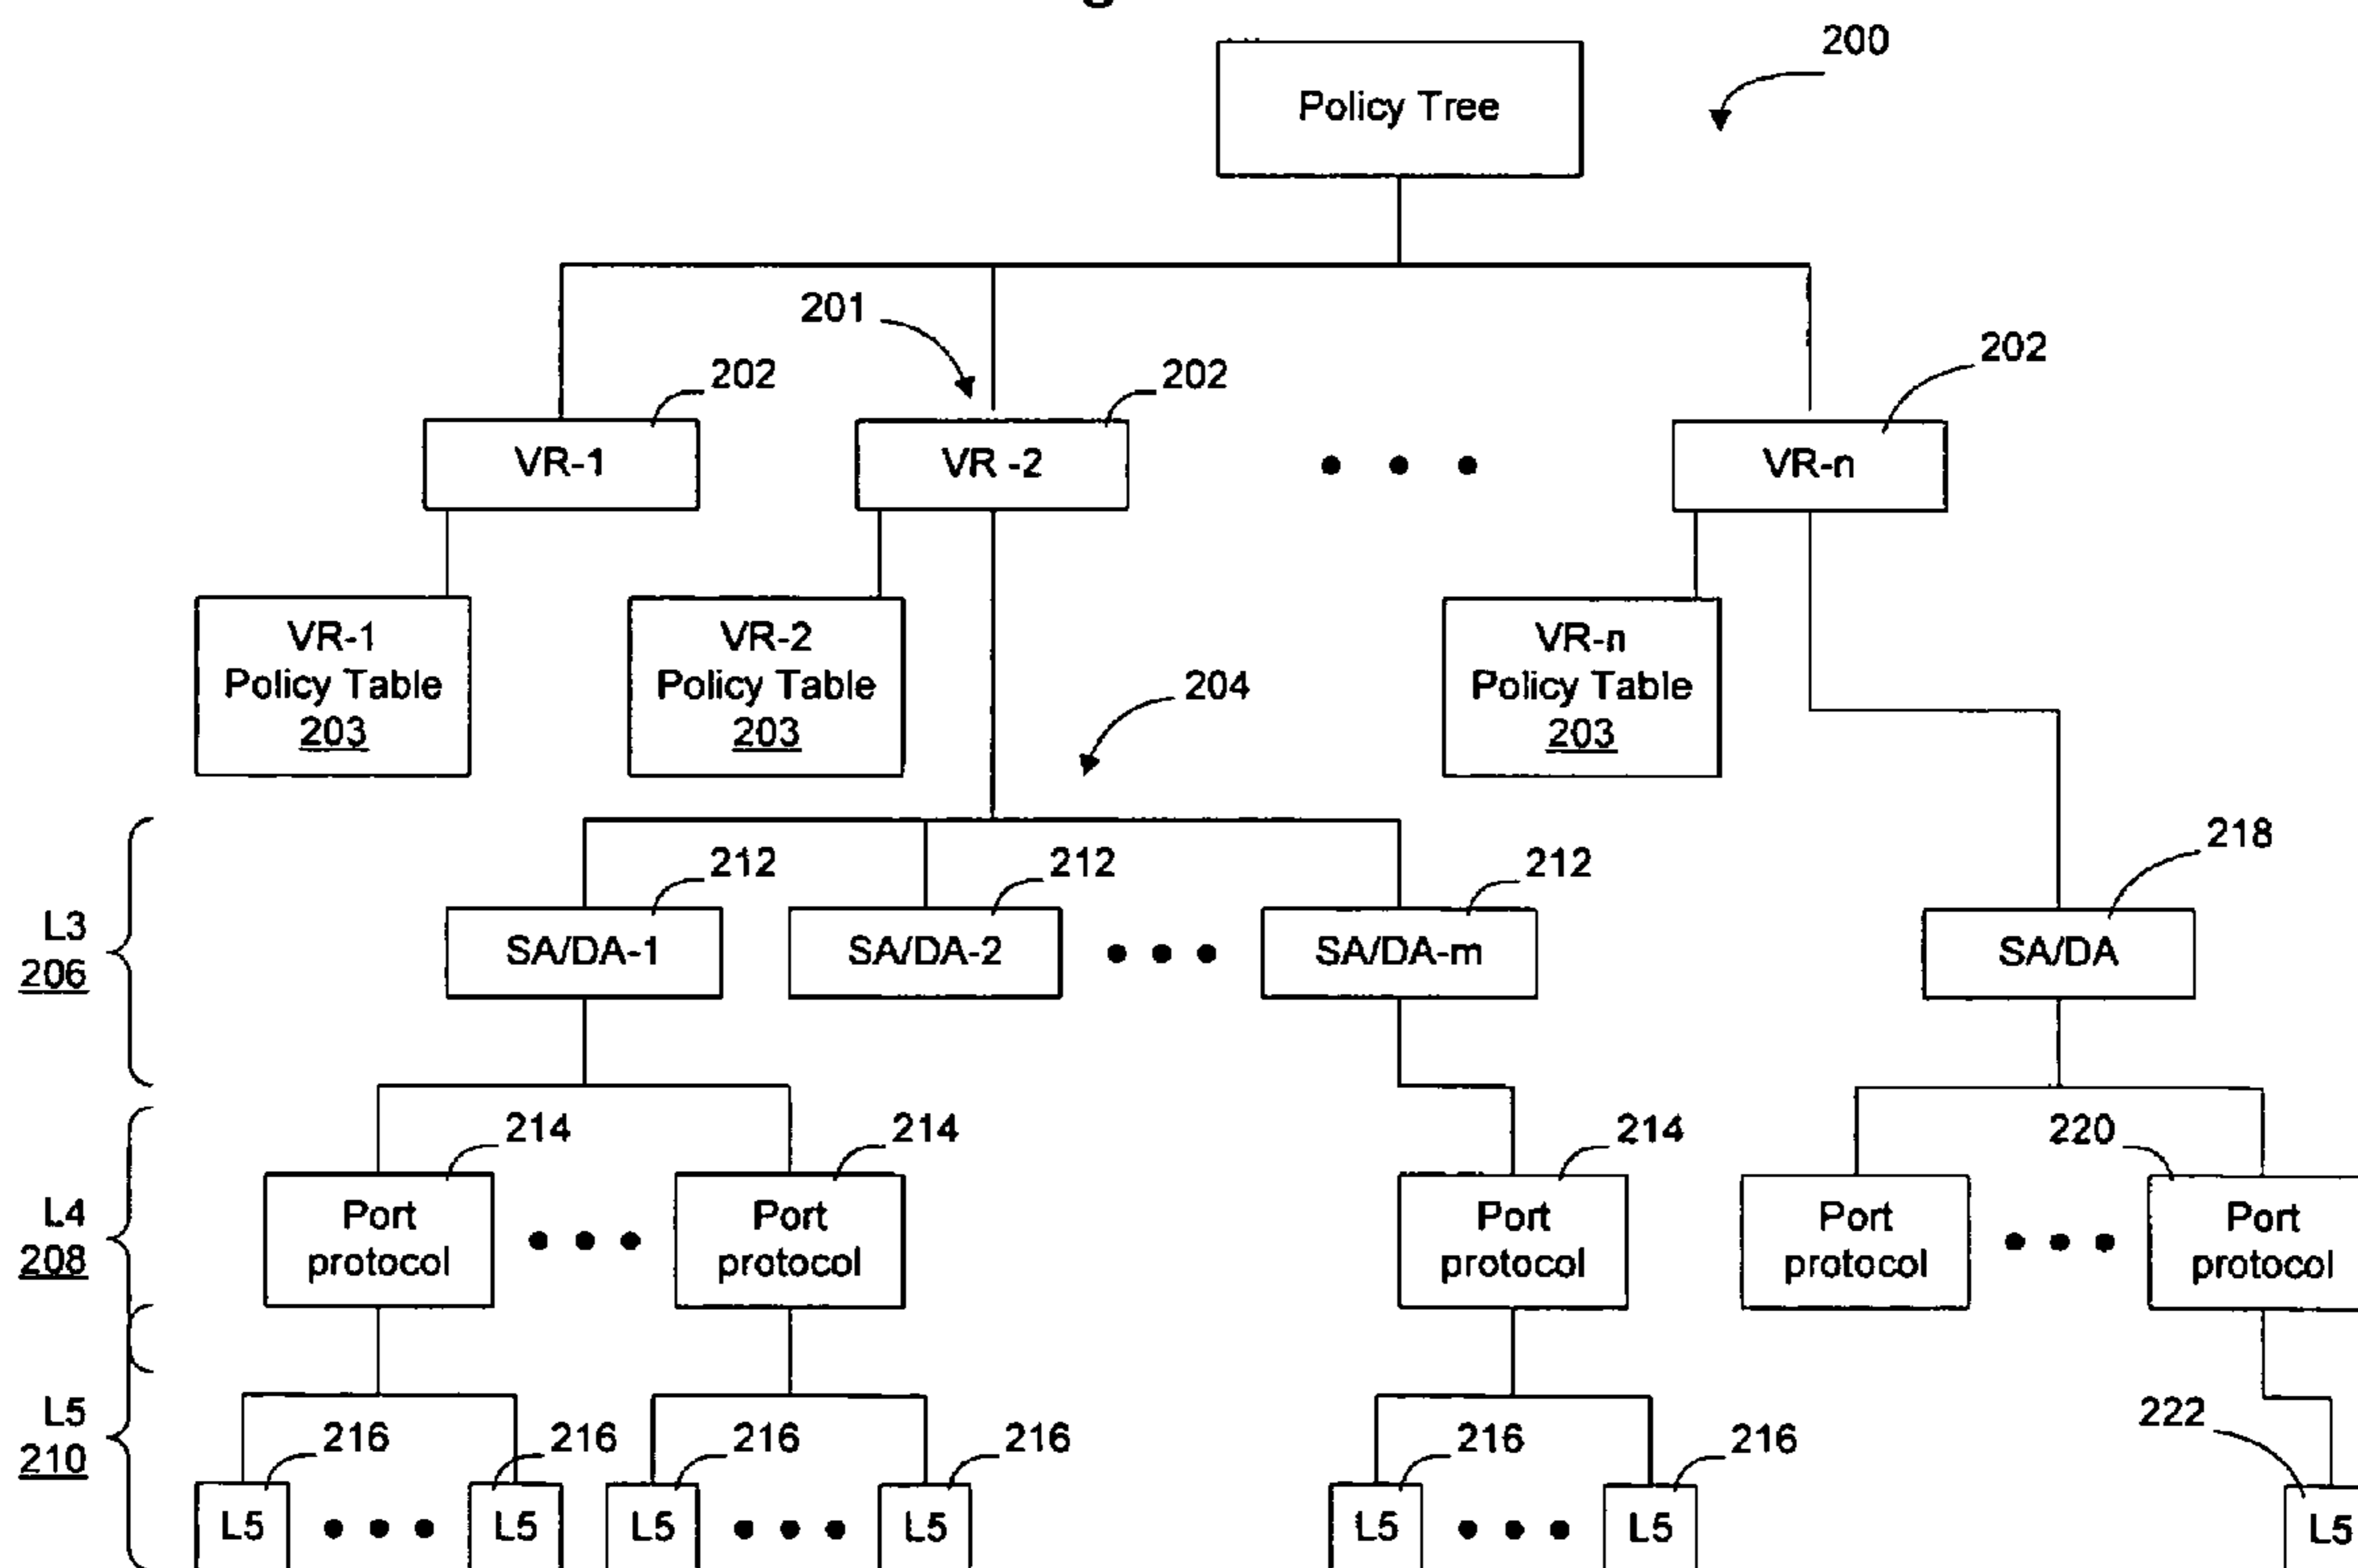 200
Policy Tree
201
202
202
202
VR-1
VR -2
VR-n
VR-1
Policy Table
203
VR-2
Policy Table
203
VR-n
Policy Table
203
204
L3
206
212
212
212
218
SA/DA-1
SA/DA-2
SA/DA-m
SA/DA
L4
208
214
214
214
220
Port
protocol
Port
protocol
Port
protocol
Port
protocol
Port
protocol
L5
210
216
216
216
216
216
216
222
L5
L5
L5
L5
L5
L5
L5